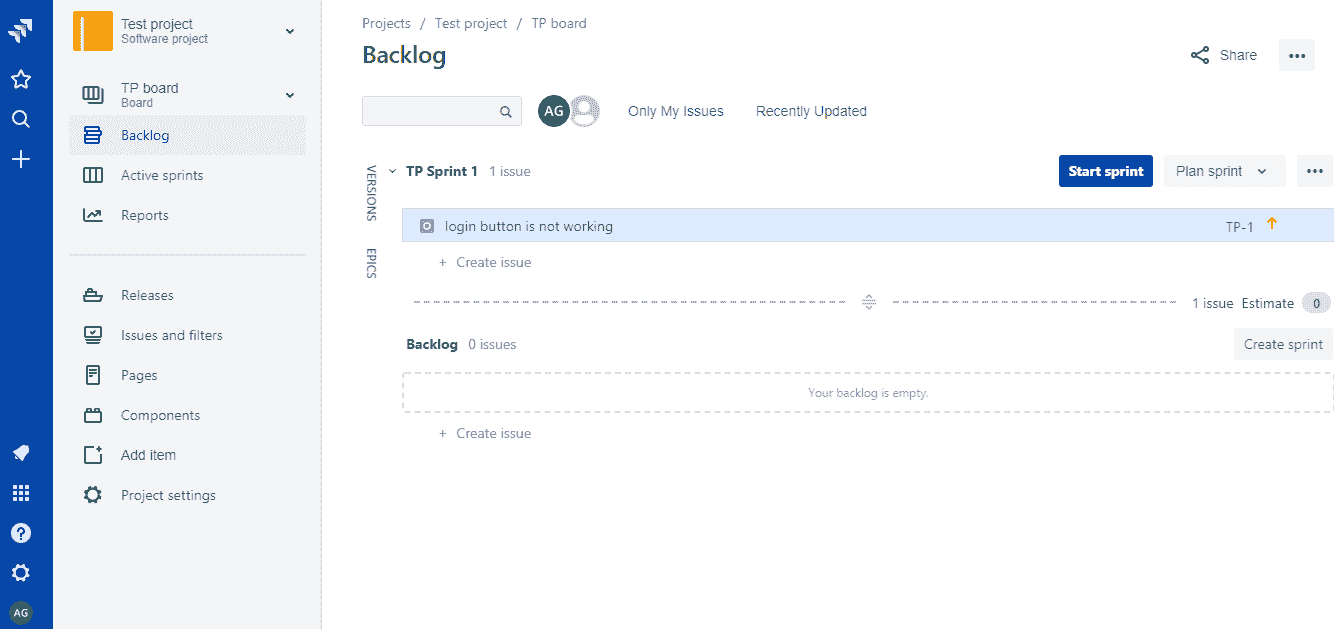 Test project
Software project
TP board
Board
Backlog
Active sprints
Reports
Releases
Issues and filters
Pages
Components
Add item
Project settings
AG
Projects / Test project / TP board
Backlog
Share
AG
Only My Issues
Recently Updated
VERSIONS
EPICS
TP Sprint 1 1 issue
Start sprint
Plan sprint
login button is not working
TP-1
+ Create issue
1 issue Estimate 0
Backlog 0 issues
Create sprint
Your backlog is empty.
+ Create issue